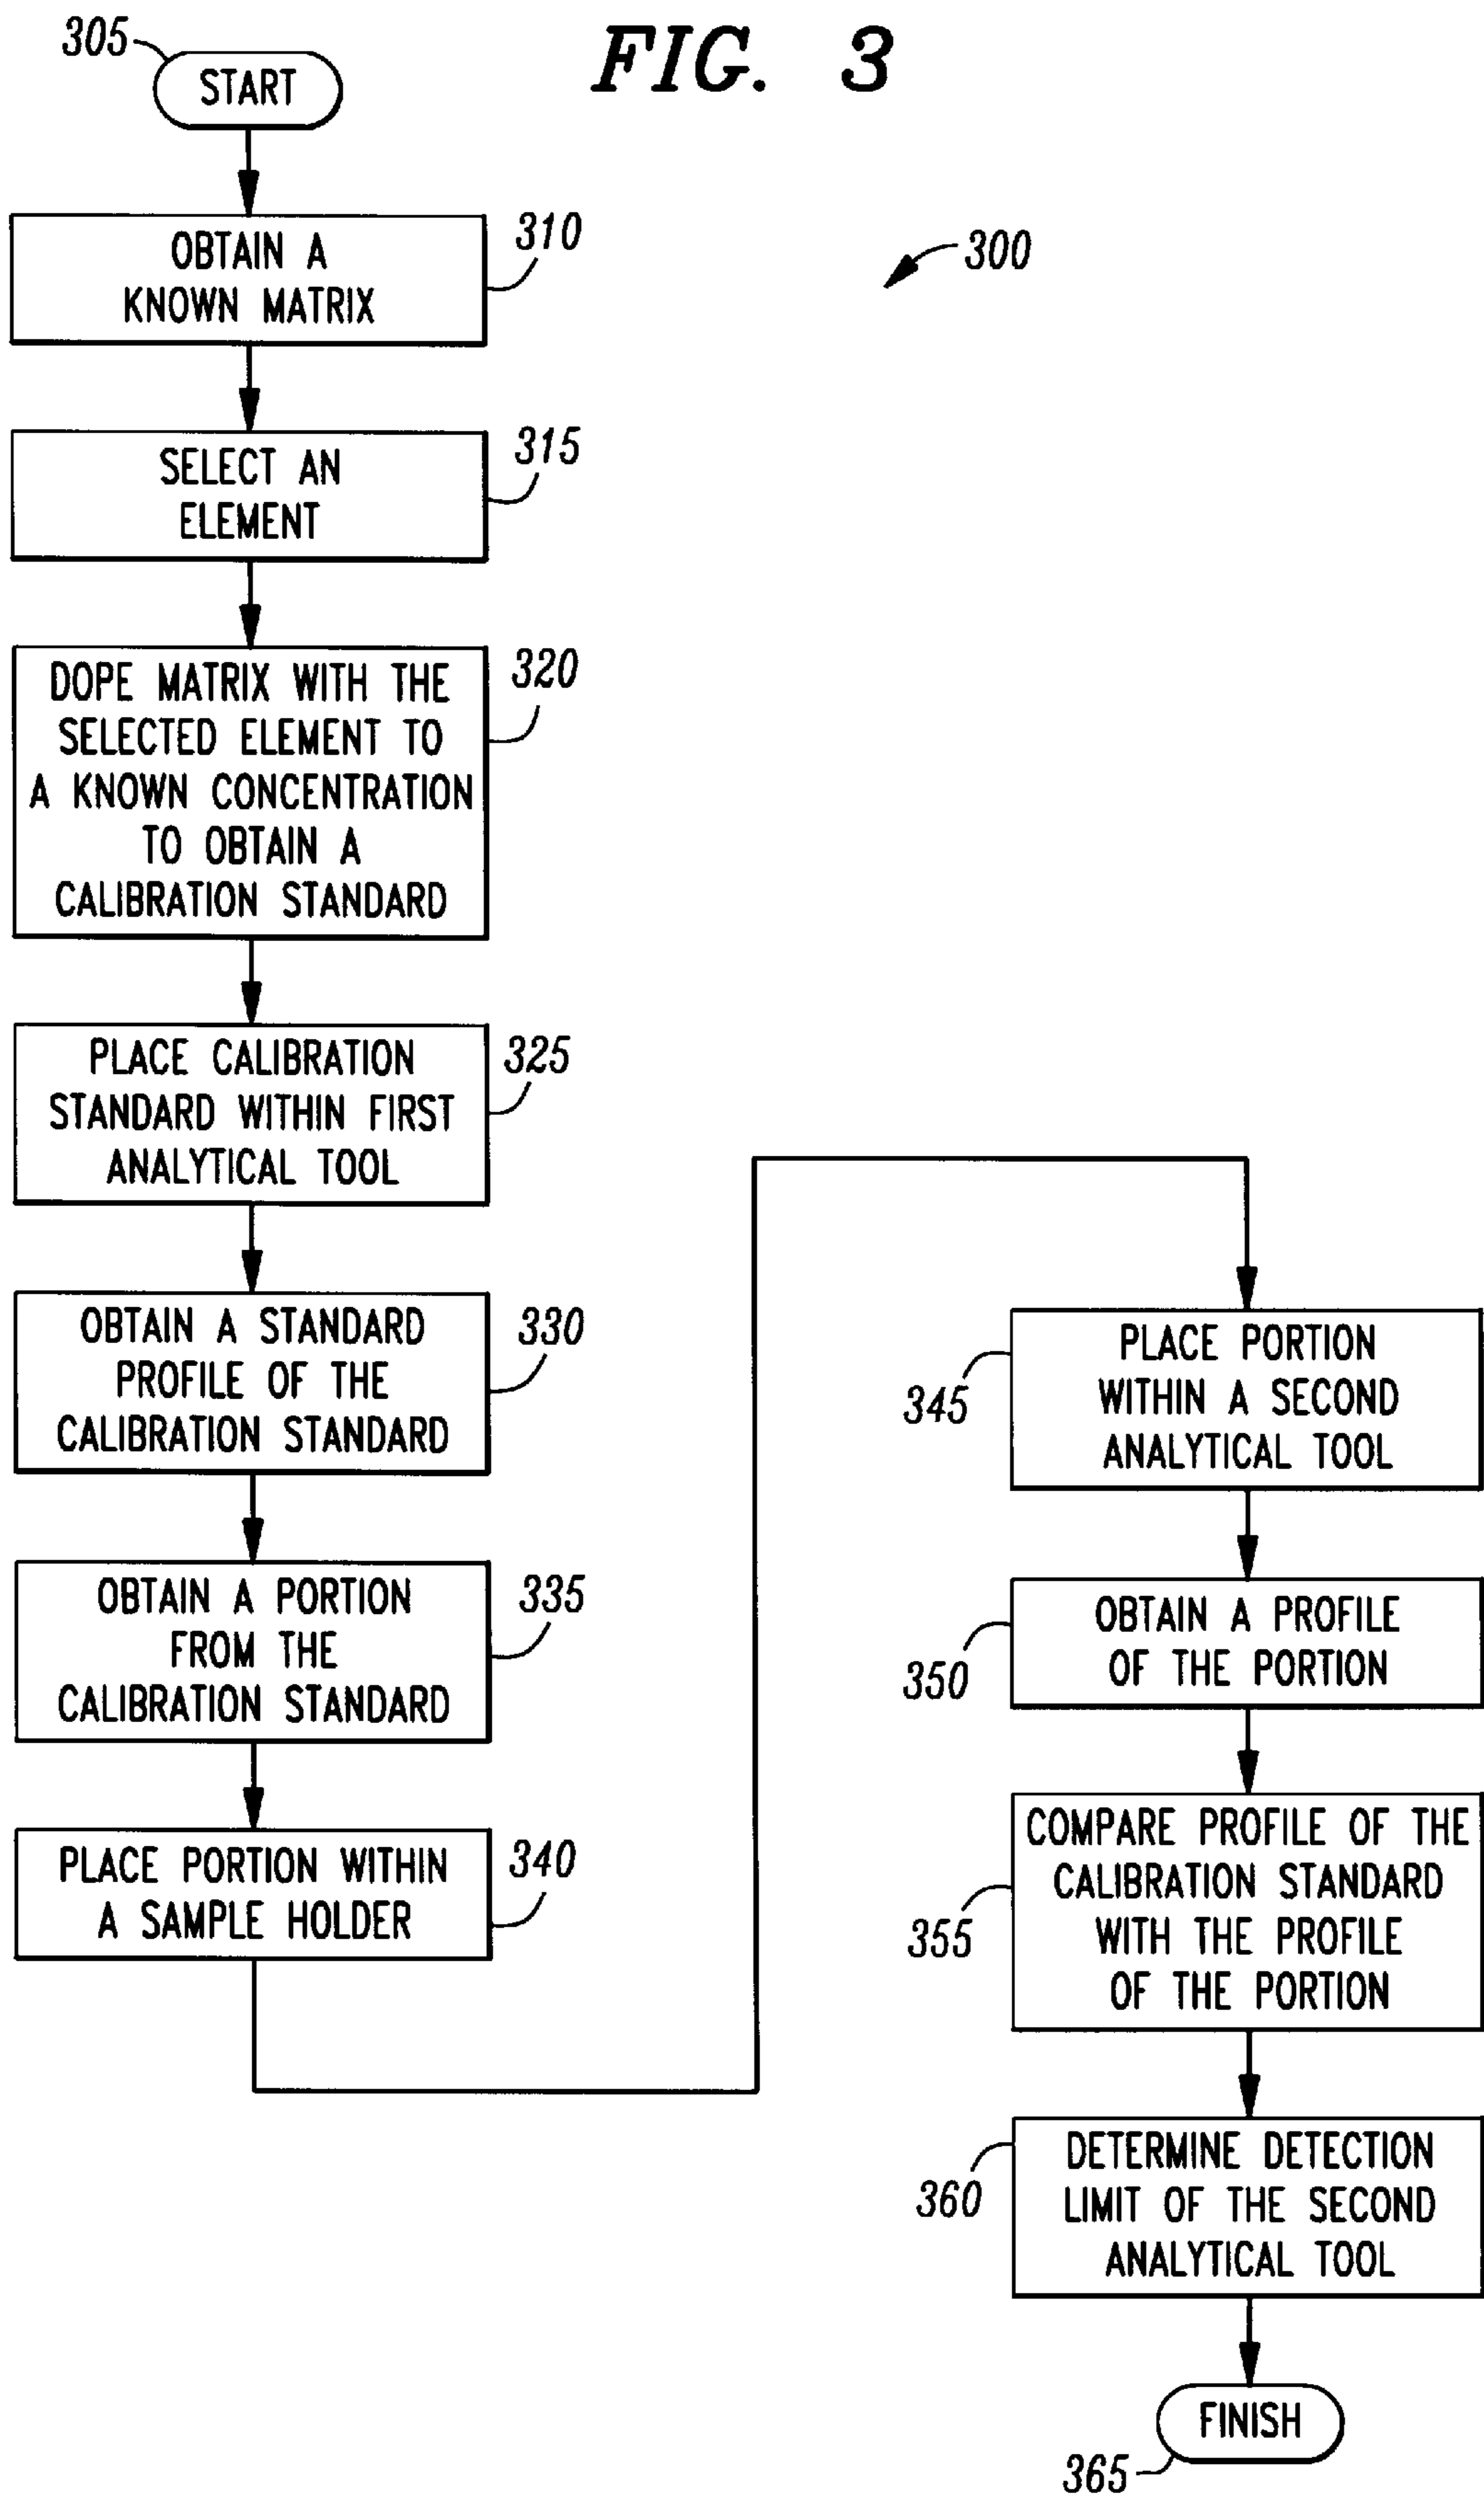 FIG. 3
305
START
310
OBTAIN A
KNOWN MATRIX
300
315
SELECT AN
ELEMENT
320
DOPE MATRIX WITH THE
SELECTED ELEMENT TO
A KNOWN CONCENTRATION
TO OBTAIN A
CALIBRATION STANDARD
325
PLACE CALIBRATION
STANDARD WITHIN FIRST
ANALYTICAL TOOL
330
OBTAIN A STANDARD
PROFILE OF THE
CALIBRATION STANDARD
335
OBTAIN A PORTION
FROM THE
CALIBRATION STANDARD
340
PLACE PORTION WITHIN
A SAMPLE HOLDER
345
PLACE PORTION
WITHIN A SECOND
ANALYTICAL TOOL
350
OBTAIN A PROFILE
OF THE PORTION
355
COMPARE PROFILE OF THE
CALIBRATION STANDARD
WITH THE PROFILE
OF THE PORTION
360
DETERMINE DETECTION
LIMIT OF THE SECOND
ANALYTICAL TOOL
FINISH
365